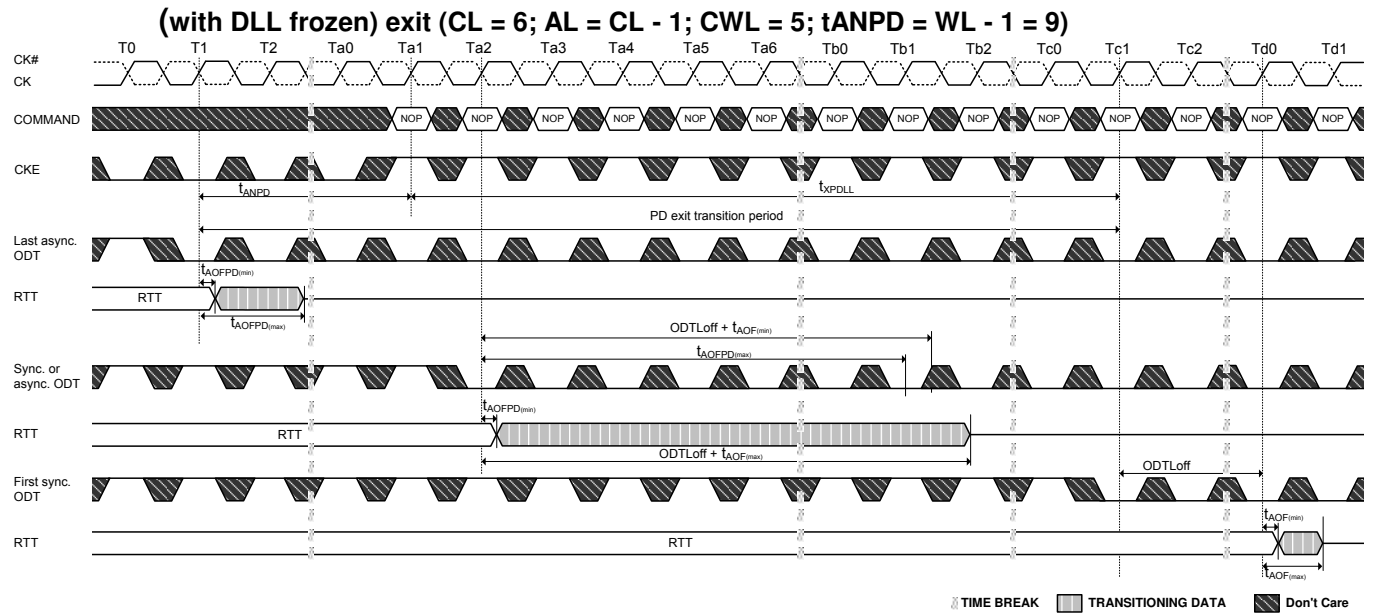 (with DLL frozen) exit (CL = 6; AL = CL - 1; CWL = 5; tANPD = WL - 1 = 9)
T0 T1 T2 Ta0 Ta1 Ta2 Ta3 Ta4 Ta5 Ta6 Tb0 Tb1 Tb2 Tc0 Tc1 Tc2 Td0 Td1
CK#
CK
COMMAND NOP NOP NOP NOP NOP NOP NOP NOP NOP NOP NOP NOP NOP NOP
CKE
tANPD tXPDLL
PD exit transition period
Last async.
ODT
tAOFPD(min)
RTT RTT
tAOFPD(max)
ODTLoff + tAOF(min)
tAOFPD(max)
Sync. or
async. ODT
tAOFPD(min)
RTT RTT
ODTLoff + tAOF(max)
ODTLoff
First sync.
ODT
tAOF(min)
RTT RTT
tAOF(max)
TIME BREAK TRANSITIONING DATA Don't Care